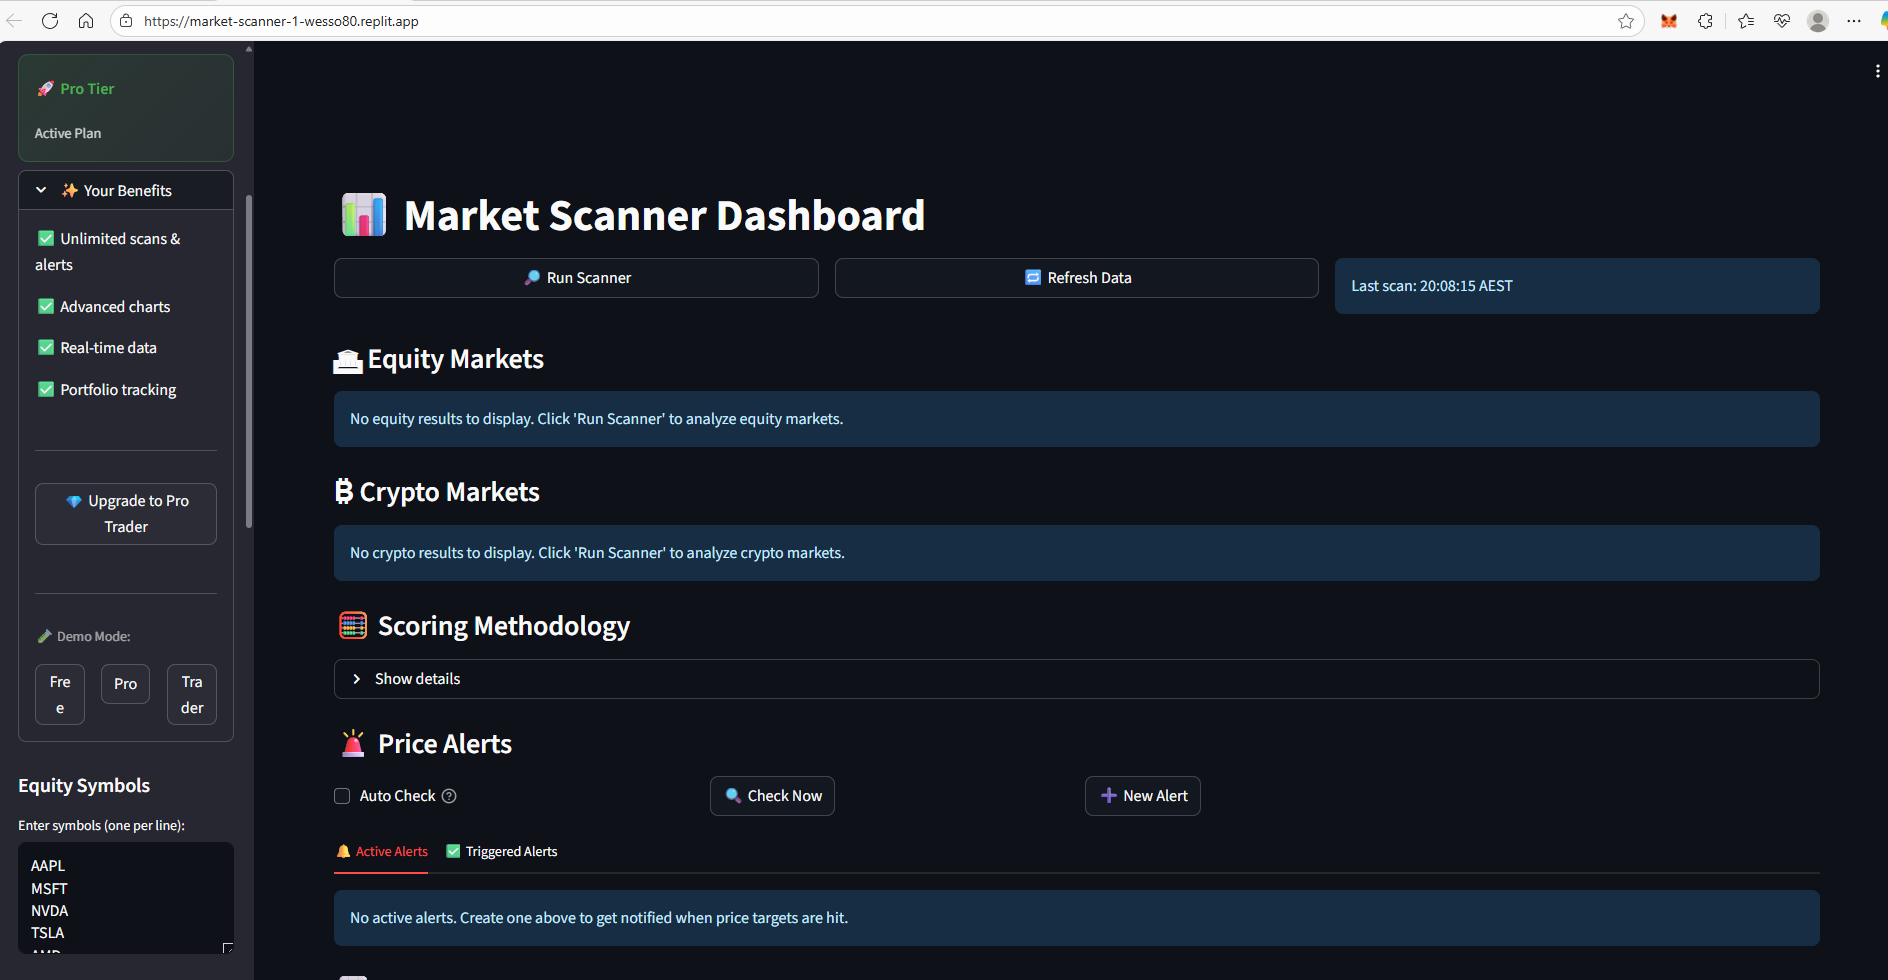 https://market-scanner-1-wesso80.replit.app
🚀 Pro Tier
Active Plan
✨ Your Benefits
✅ Unlimited scans &
alerts
✅ Advanced charts
✅ Real-time data
✅ Portfolio tracking
💎 Upgrade to Pro
Trader
🧪 Demo Mode:
Fre
e
Pro
Tra
der
Equity Symbols
Enter symbols (one per line):
AAPL
MSFT
NVDA
TSLA
📊 Market Scanner Dashboard
🔎 Run Scanner
🔁 Refresh Data
Last scan: 20:08:15 AEST
🏛 Equity Markets
No equity results to display. Click 'Run Scanner' to analyze equity markets.
₿ Crypto Markets
No crypto results to display. Click 'Run Scanner' to analyze crypto markets.
🧮 Scoring Methodology
Show details
🚨 Price Alerts
Auto Check
🔍 Check Now
➕ New Alert
🔔 Active Alerts
✅ Triggered Alerts
No active alerts. Create one above to get notified when price targets are hit.